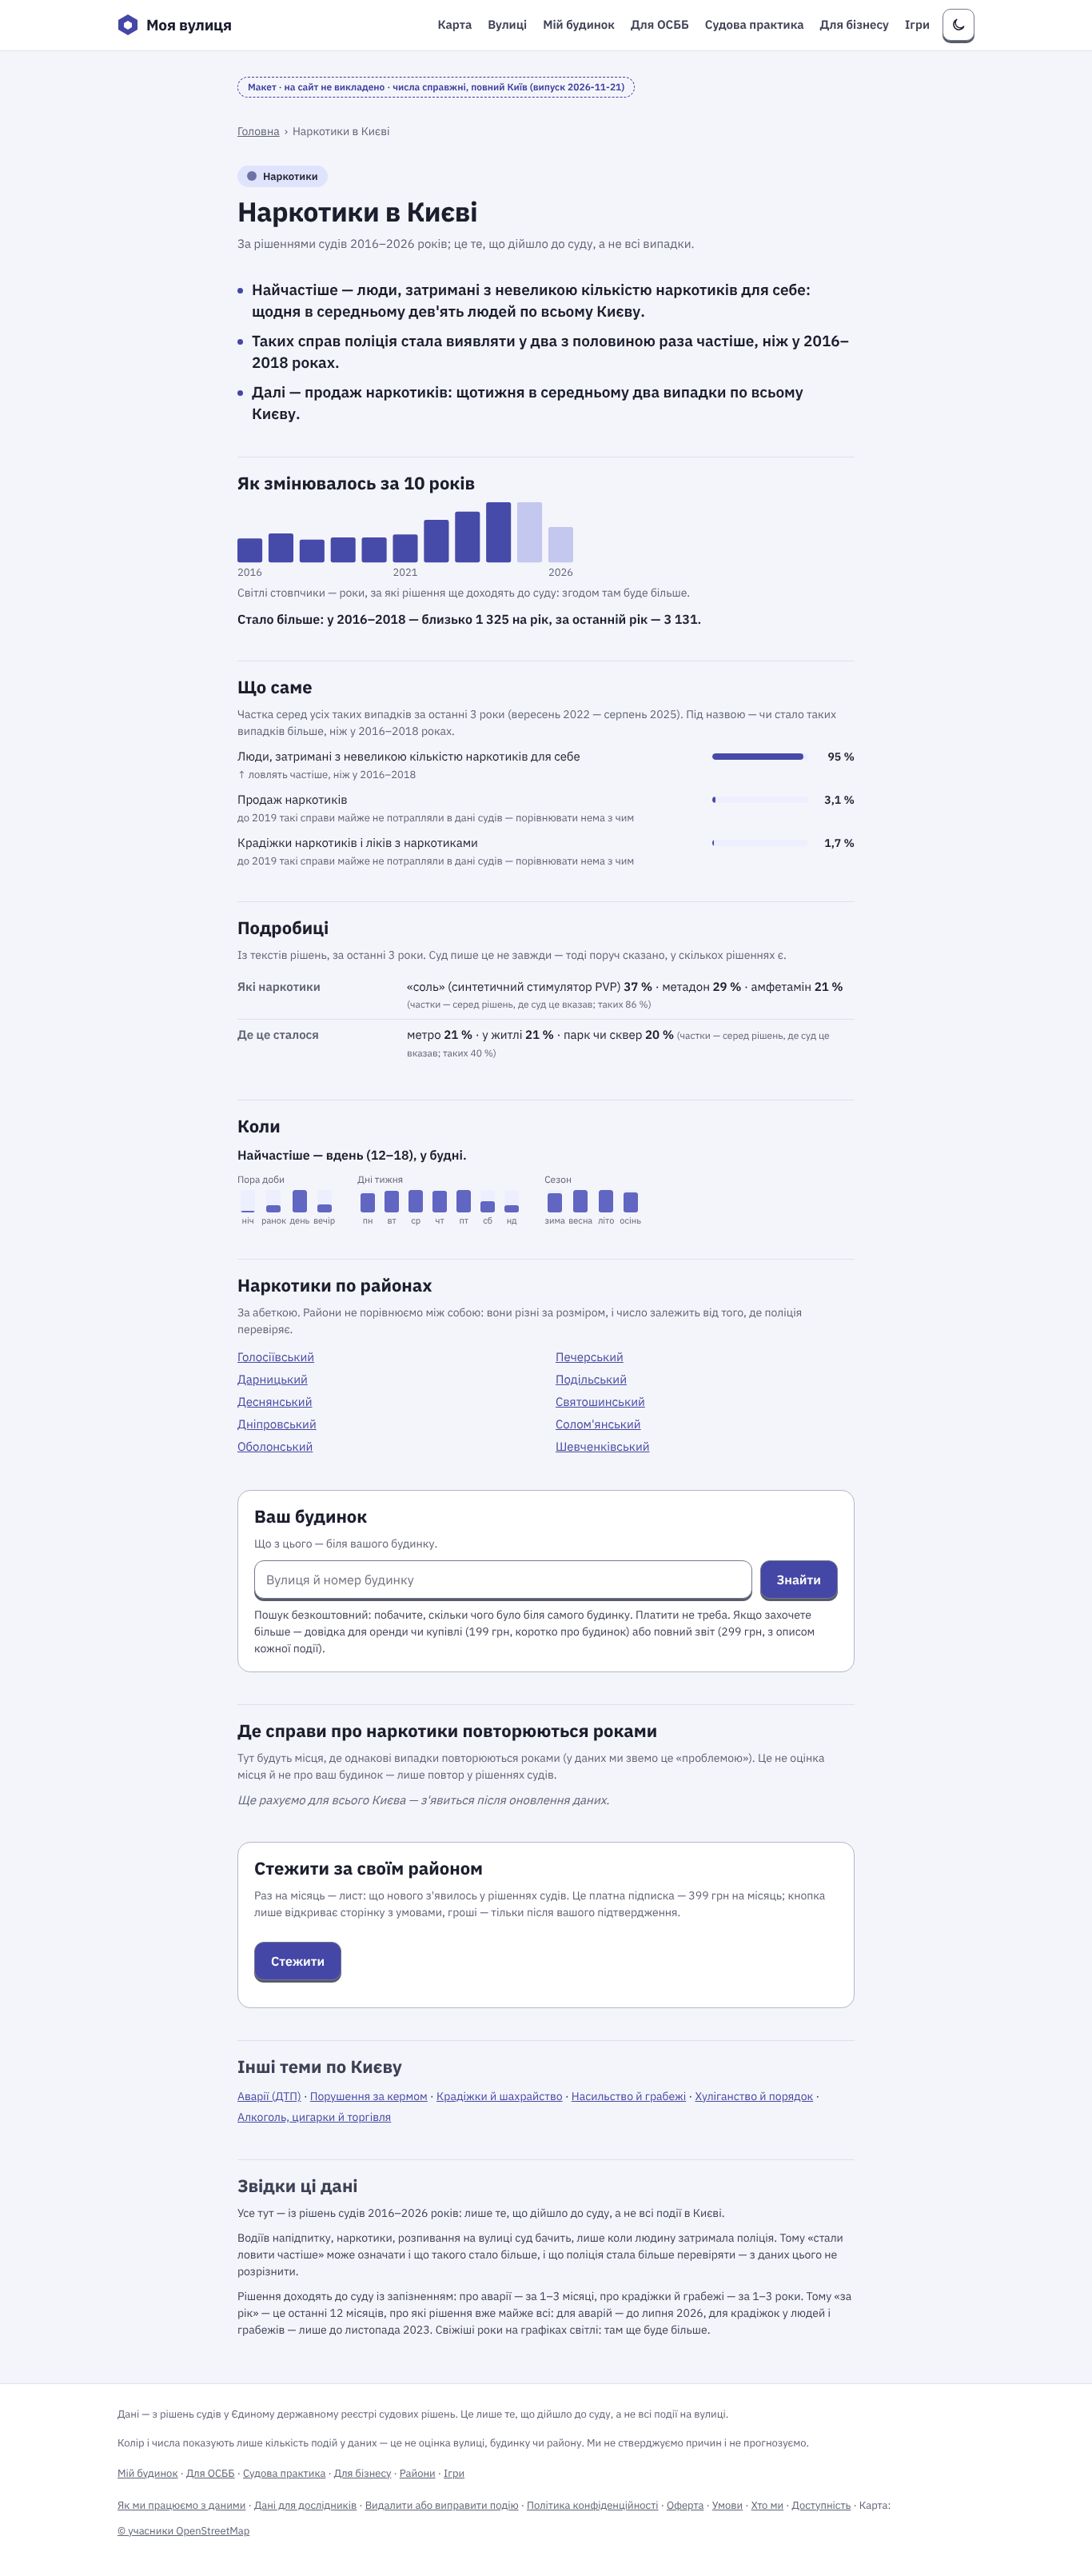 Моя вулиця
Карта Вулиці Мій будинок Для ОСББ Судова практика Для бізнесу Ігри
Макет · на сайт не викладено · числа справжні, повний Київ (випуск 2026-11-21)
Головна › Наркотики в Києві
Наркотики
Наркотики в Києві
За рішеннями судів 2016–2026 років; це те, що дійшло до суду, а не всі випадки.
Найчастіше — люди, затримані з невеликою кількістю наркотиків для себе:
щодня в середньому дев'ять людей по всьому Києву.
Таких справ поліція стала виявляти у два з половиною раза частіше, ніж у 2016–
2018 роках.
Далі — продаж наркотиків: щотижня в середньому два випадки по всьому
Києву.
Як змінювалось за 10 років
2016 2021 2026
Світлі стовпчики — роки, за які рішення ще доходять до суду: згодом там буде більше.
Стало більше: у 2016–2018 — близько 1 325 на рік, за останній рік — 3 131.
Що саме
Частка серед усіх таких випадків за останні 3 роки (вересень 2022 — серпень 2025). Під назвою — чи стало таких
випадків більше, ніж у 2016–2018 роках.
Люди, затримані з невеликою кількістю наркотиків для себе 95 %
↑ ловлять частіше, ніж у 2016–2018
Продаж наркотиків 3,1 %
до 2019 такі справи майже не потрапляли в дані судів — порівнювати нема з чим
Крадіжки наркотиків і ліків з наркотиками 1,7 %
до 2019 такі справи майже не потрапляли в дані судів — порівнювати нема з чим
Подробиці
Із текстів рішень, за останні 3 роки. Суд пише це не завжди — тоді поруч сказано, у скількох рішеннях є.
Які наркотики «соль» (синтетичний стимулятор PVP) 37 % · метадон 29 % · амфетамін 21 %
(частки — серед рішень, де суд це вказав; таких 86 %)
Де це сталося метро 21 % · у житлі 21 % · парк чи сквер 20 % (частки — серед рішень, де суд це
вказав; таких 40 %)
Коли
Найчастіше — вдень (12–18), у будні.
Пора доби Дні тижня Сезон
ніч ранок день вечір пн вт ср чт пт сб нд зима весна літо осінь
Наркотики по районах
За абеткою. Райони не порівнюємо між собою: вони різні за розміром, і число залежить від того, де поліція
перевіряє.
Голосіївський Печерський
Дарницький Подільський
Деснянський Святошинський
Дніпровський Солом'янський
Оболонський Шевченківський
Ваш будинок
Що з цього — біля вашого будинку.
Вулиця й номер будинку Знайти
Пошук безкоштовний: побачите, скільки чого було біля самого будинку. Платити не треба. Якщо захочете
більше — довідка для оренди чи купівлі (199 грн, коротко про будинок) або повний звіт (299 грн, з описом
кожної події).
Де справи про наркотики повторюються роками
Тут будуть місця, де однакові випадки повторюються роками (у даних ми звемо це «проблемою»). Це не оцінка
місця й не про ваш будинок — лише повтор у рішеннях судів.
Ще рахуємо для всього Києва — з'явиться після оновлення даних.
Стежити за своїм районом
Раз на місяць — лист: що нового з'явилось у рішеннях судів. Це платна підписка — 399 грн на місяць; кнопка
лише відкриває сторінку з умовами, гроші — тільки після вашого підтвердження.
Стежити
Інші теми по Києву
Аварії (ДТП) · Порушення за кермом · Крадіжки й шахрайство · Насильство й грабежі · Хуліганство й порядок ·
Алкоголь, цигарки й торгівля
Звідки ці дані
Усе тут — із рішень судів 2016–2026 років: лише те, що дійшло до суду, а не всі події в Києві.
Водіїв напідпитку, наркотики, розпивання на вулиці суд бачить, лише коли людину затримала поліція. Тому «стали
ловити частіше» може означати і що такого стало більше, і що поліція стала більше перевіряти — з даних цього не
розрізнити.
Рішення доходять до суду із запізненням: про аварії — за 1–3 місяці, про крадіжки й грабежі — за 1–3 роки. Тому «за
рік» — це останні 12 місяців, про які рішення вже майже всі: для аварій — до липня 2026, для крадіжок у людей і
грабежів — лише до листопада 2023. Свіжіші роки на графіках світлі: там ще буде більше.
Дані — з рішень судів у Єдиному державному реєстрі судових рішень. Це лише те, що дійшло до суду, а не всі події на вулиці.
Колір і числа показують лише кількість подій у даних — це не оцінка вулиці, будинку чи району. Ми не стверджуємо причин і не прогнозуємо.
Мій будинок · Для ОСББ · Судова практика · Для бізнесу · Райони · Ігри
Як ми працюємо з даними · Дані для дослідників · Видалити або виправити подію · Політика конфіденційності · Оферта · Умови · Хто ми · Доступність · Карта:
© учасники OpenStreetMap